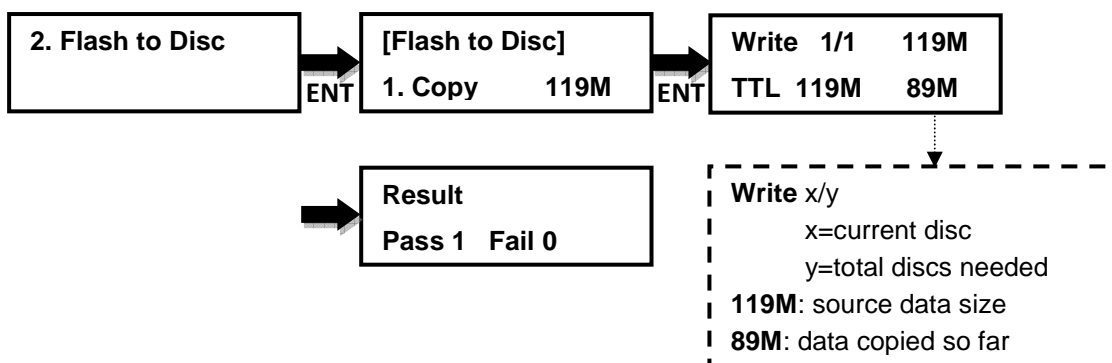 2. Flash to Disc
ENT
[Flash to Disc]
1. Copy 119M
ENT
Write 1/1 119M
TTL 119M 89M
Result
Pass 1 Fail 0
Write x/y
x=current disc
y=total discs needed
119M: source data size
89M: data copied so far